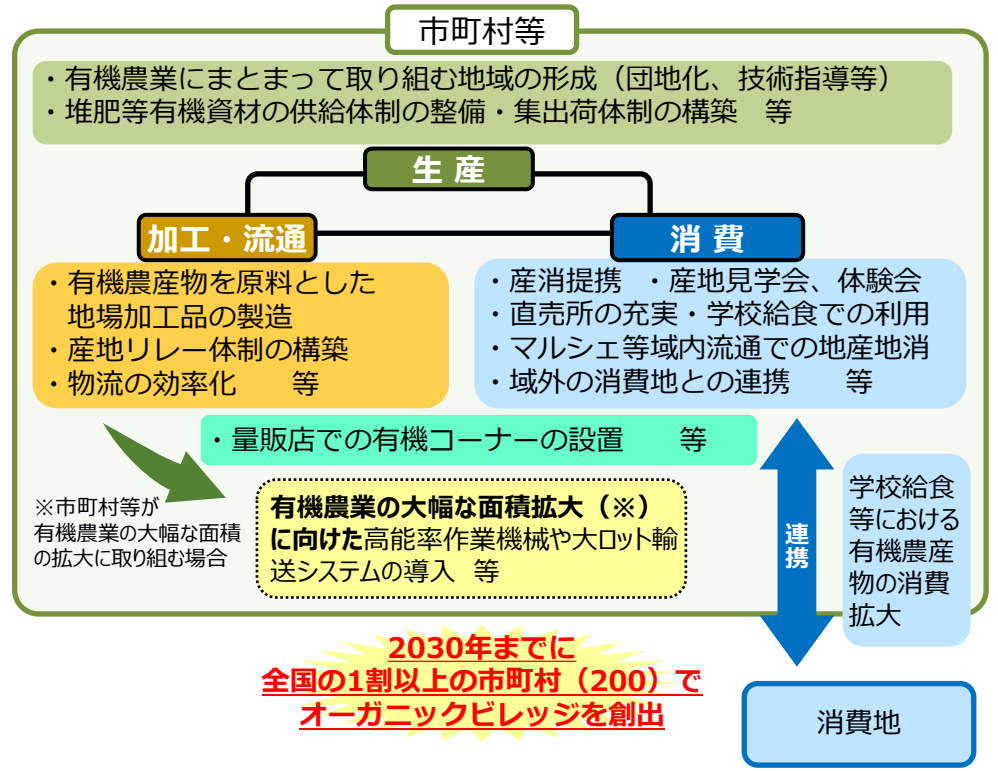 市町村等
・有機農業にまとまって取り組む地域の形成（団地化、技術指導等）
・堆肥等有機資材の供給体制の整備・集出荷体制の構築　等
生 産
加工・流通
消 費
・有機農産物を原料とした
地場加工品の製造
・産地リレー体制の構築
・物流の効率化　　等
・産消提携　・産地見学会、体験会
・直売所の充実・学校給食での利用
・マルシェ等域内流通での地産地消
・域外の消費地との連携　　等
・量販店での有機コーナーの設置　　等
※市町村等が
有機農業の大幅な面積
の拡大に取り組む場合
有機農業の大幅な面積拡大（※）
に向けた高能率作業機械や大ロット輸
送システムの導入　等
連携
学校給食
等における
有機農産
物の消費
拡大
2030年までに
全国の1割以上の市町村（200）で
オーガニックビレッジを創出
消費地